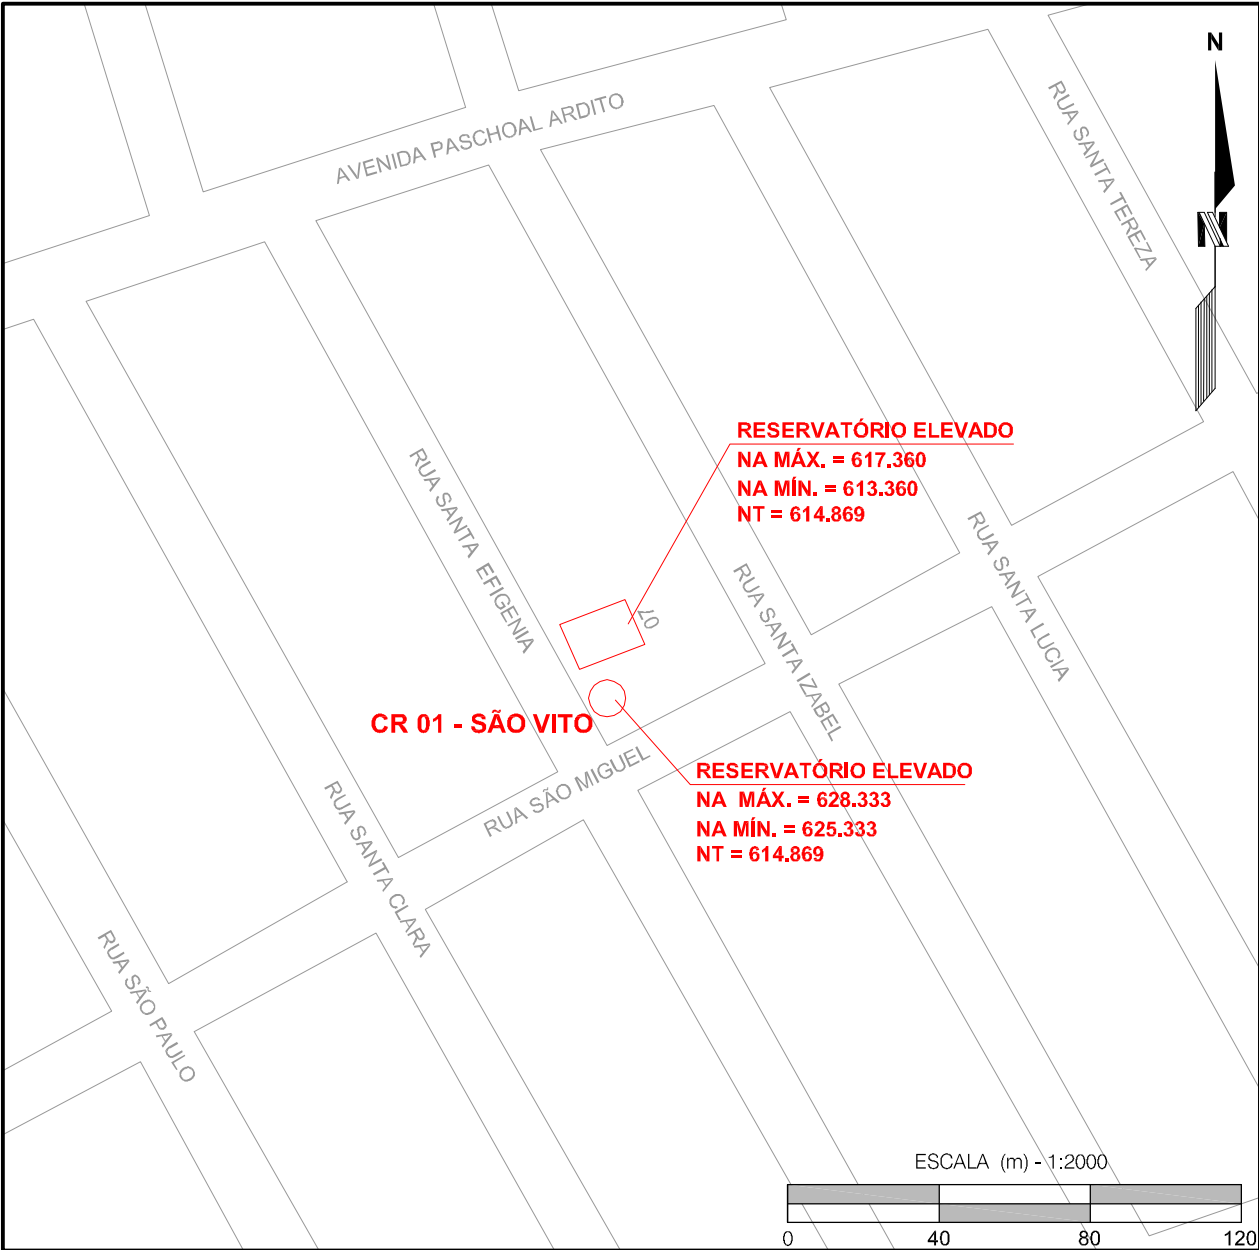 N
AVENIDA PASCHOAL ARDITO
RUA SANTA TEREZA
N
RESERVATÓRIO ELEVADO
NA MÁX. = 617.360
NA MÍN. = 613.360
NT = 614.869
RUA SANTA EFIGENIA
RUA SANTA LUCIA
RUA SANTA IZABEL
07
CR 01 - SÃO VITO
RUA SÃO MIGUEL
RESERVATÓRIO ELEVADO
NA MÁX. = 628.333
NA MÍN. = 625.333
NT = 614.869
RUA SANTA CLARA
RUA SÃO PAULO
ESCALA (m) - 1:2000
0 40 80 120